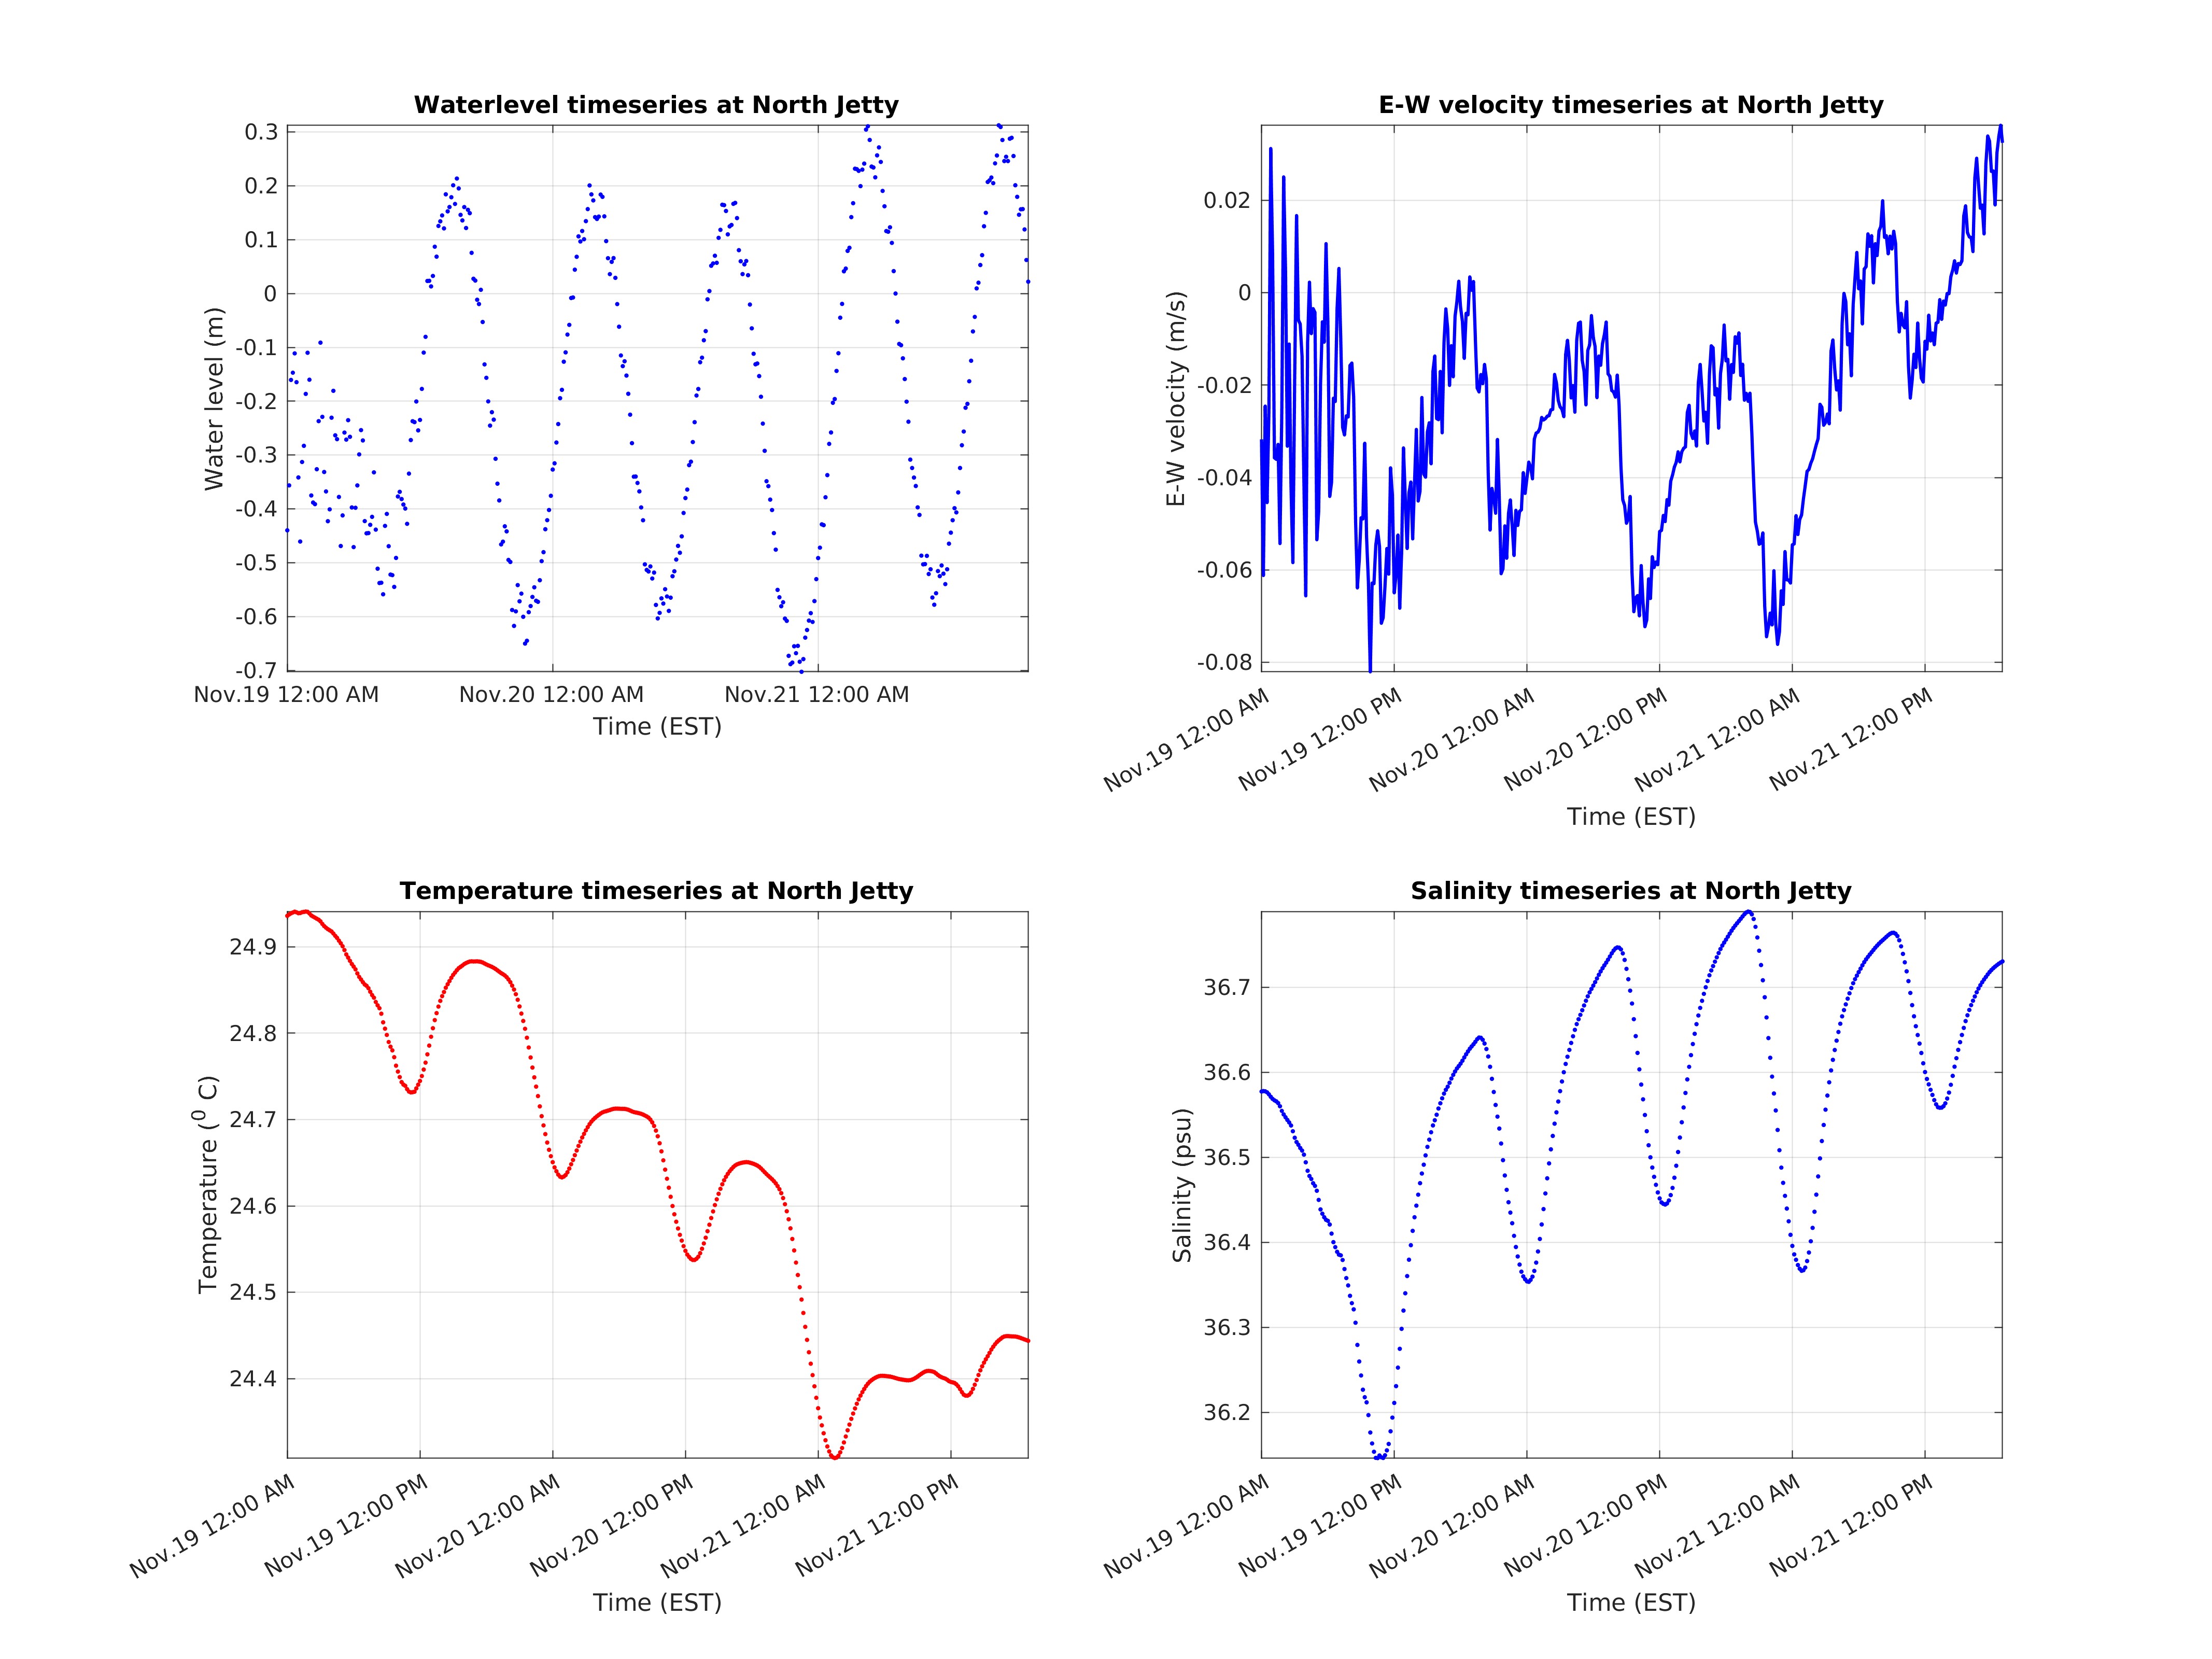 Waterlevel timeseries at North Jetty
0.3
0.2
0.1
0
-0.1
-0.2
-0.3
-0.4
-0.5
-0.6
-0.7
Water level (m)
Nov.19 12:00 AM
Nov.20 12:00 AM
Nov.21 12:00 AM
Time (EST)
E-W velocity timeseries at North Jetty
0.02
0
-0.02
-0.04
-0.06
-0.08
E-W velocity (m/s)
Nov.19 12:00 AM
Nov.19 12:00 PM
Nov.20 12:00 AM
Nov.20 12:00 PM
Nov.21 12:00 AM
Nov.21 12:00 PM
Time (EST)
Temperature timeseries at North Jetty
24.9
24.8
24.7
24.6
24.5
24.4
Temperature (⁰ C)
Nov.19 12:00 AM
Nov.19 12:00 PM
Nov.20 12:00 AM
Nov.20 12:00 PM
Nov.21 12:00 AM
Nov.21 12:00 PM
Time (EST)
Salinity timeseries at North Jetty
36.7
36.6
36.5
36.4
36.3
36.2
Salinity (psu)
Nov.19 12:00 AM
Nov.19 12:00 PM
Nov.20 12:00 AM
Nov.20 12:00 PM
Nov.21 12:00 AM
Nov.21 12:00 PM
Time (EST)